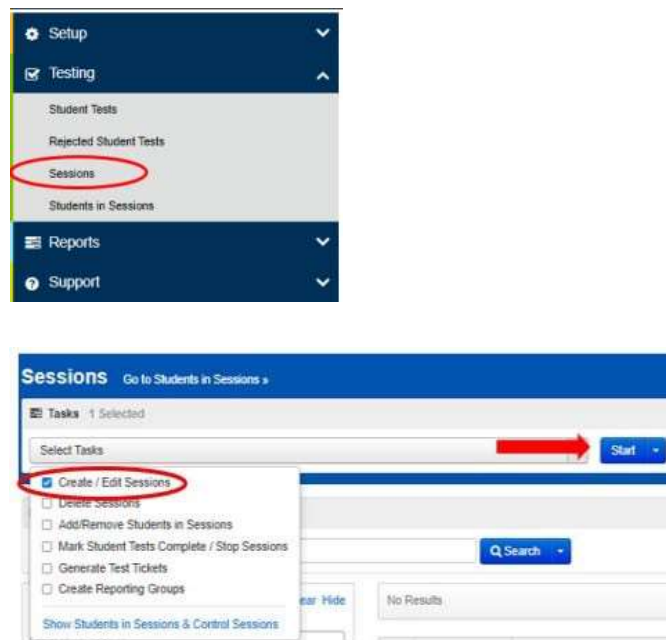 Setup
Testing
Student Tests
Rejected Student Tests
Sessions
Students in Sessions
Reports
Support
Sessions Go to Students in Sessions »
Tasks 1 Selected
Select Tasks
Start
Create / Edit Sessions
Delete Sessions
Add/Remove Students in Sessions
Mark Student Tests Complete / Stop Sessions
Search
Generate Test Tickets
Create Reporting Groups
Hide
No Results
Show Students in Sessions & Control Sessions